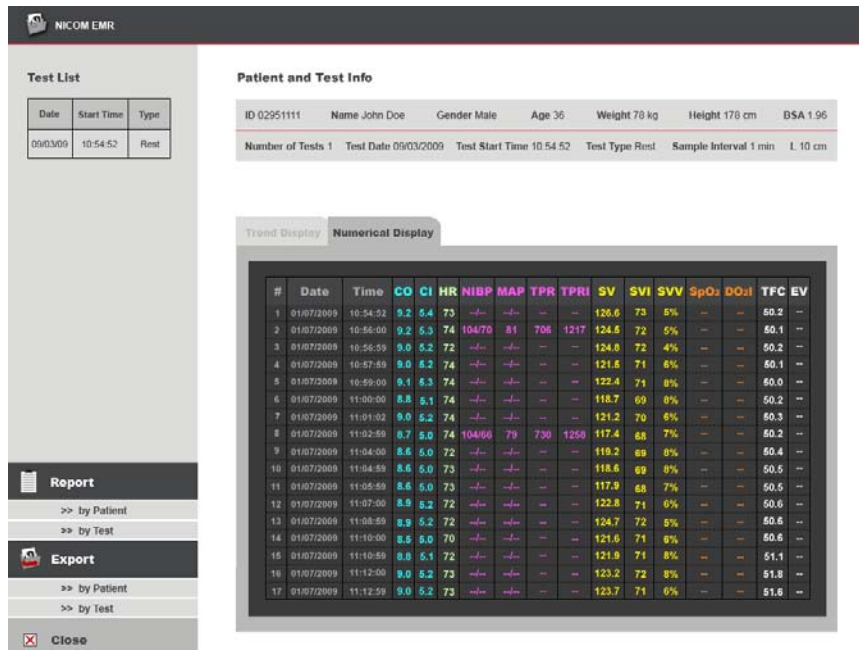 NICOM EMR
Test List
Date Start Time Type
09/03/09 10:54:52 Rest
Patient and Test Info
ID 02951111 Name John Doe Gender Male Age 36 Weight 78 kg Height 178 cm BSA 1.96
Number of Tests 1 Test Date 09/03/2009 Test Start Time 10:54:52 Test Type Rest Sample Interval 1 min L 10 cm
Trend Display Numerical Display
# Date Time CO CI HR NIBP MAP TPR TPRI SV SVI SVV SpO₂ DO₂I TFC EV
1 01/07/2009 10:54:52 9.2 5.4 73 --/-- --/-- -- -- 126.6 73 5% -- -- 50.2 --
2 01/07/2009 10:56:00 9.2 5.3 74 104/70 81 706 1217 124.5 72 5% -- -- 50.1 --
3 01/07/2009 10:56:59 9.0 5.2 72 --/-- --/-- -- -- 124.8 72 4% -- -- 50.2 --
4 01/07/2009 10:57:59 9.0 5.2 74 --/-- --/-- -- -- 121.5 71 6% -- -- 50.1 --
5 01/07/2009 10:59:00 9.1 5.3 74 --/-- --/-- -- -- 122.4 71 8% -- -- 50.0 --
6 01/07/2009 11:00:00 8.8 5.1 74 --/-- --/-- -- -- 118.7 69 8% -- -- 50.2 --
7 01/07/2009 11:01:02 9.0 5.2 74 --/-- --/-- -- -- 121.2 70 6% -- -- 50.3 --
8 01/07/2009 11:02:59 8.7 5.0 74 104/66 79 730 1258 117.4 68 7% -- -- 50.2 --
9 01/07/2009 11:04:00 8.6 5.0 72 --/-- --/-- -- -- 119.2 69 8% -- -- 50.4 --
10 01/07/2009 11:04:59 8.6 5.0 73 --/-- --/-- -- -- 118.6 69 8% -- -- 50.5 --
11 01/07/2009 11:05:59 8.6 5.0 73 --/-- --/-- -- -- 117.9 68 7% -- -- 50.5 --
12 01/07/2009 11:07:00 8.9 5.2 72 --/-- --/-- -- -- 122.8 71 6% -- -- 50.6 --
13 01/07/2009 11:08:59 8.9 5.2 72 --/-- --/-- -- -- 124.7 72 5% -- -- 50.6 --
14 01/07/2009 11:10:00 8.5 5.0 70 --/-- --/-- -- -- 121.6 71 6% -- -- 50.6 --
15 01/07/2009 11:10:59 8.8 5.1 72 --/-- --/-- -- -- 121.9 71 8% -- -- 51.1 --
16 01/07/2009 11:12:00 9.0 5.2 73 --/-- --/-- -- -- 123.2 72 8% -- -- 51.8 --
17 01/07/2009 11:12:59 9.0 5.2 73 --/-- --/-- -- -- 123.7 71 6% -- -- 51.6 --
Report
>> by Patient
>> by Test
Export
>> by Patient
>> by Test
Close